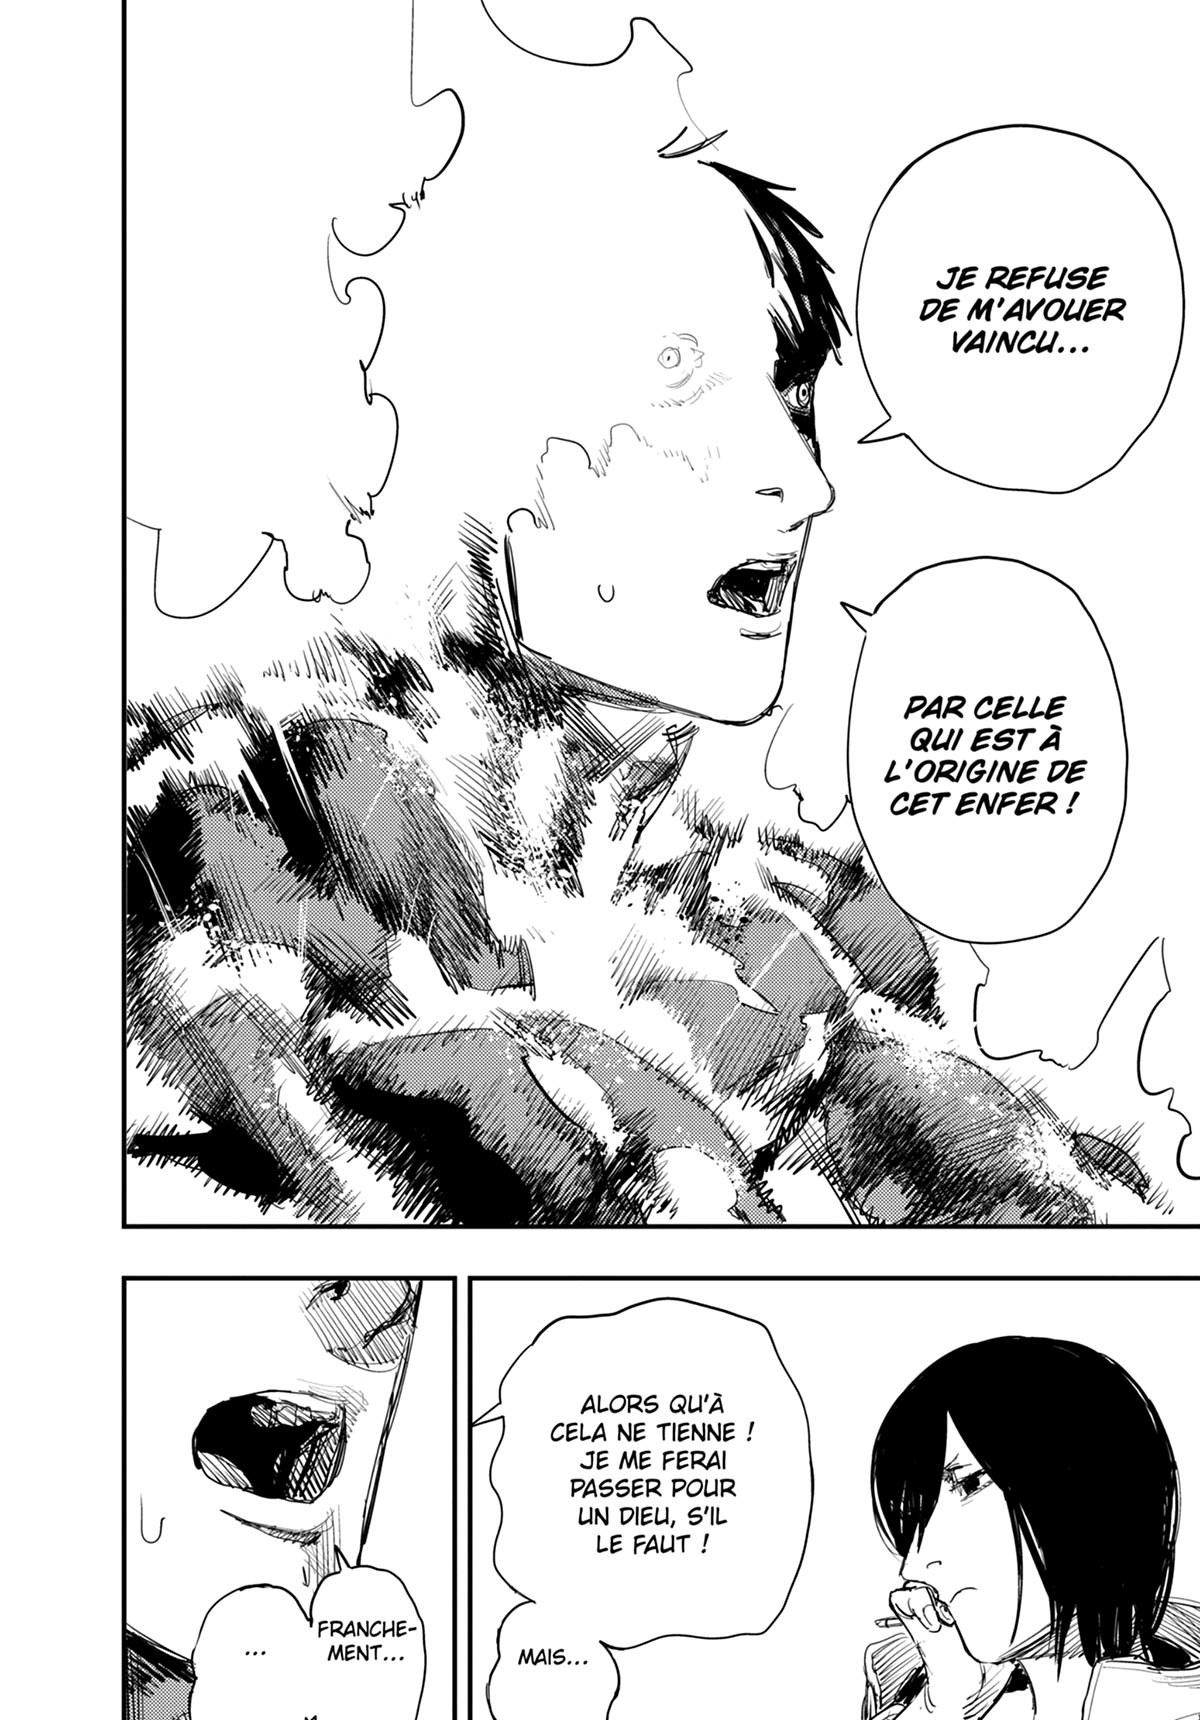 JE REFUSE
DE M'AVOUER
VAINCU...
PAR CELLE
QUI EST À
L'ORIGINE DE
CET ENFER !
ALORS QU'À
CELA NE TIENNE !
JE ME FERAI
PASSER POUR
UN DIEU, S'IL
LE FAUT !
MAIS...
FRANCHE-
MENT...
...